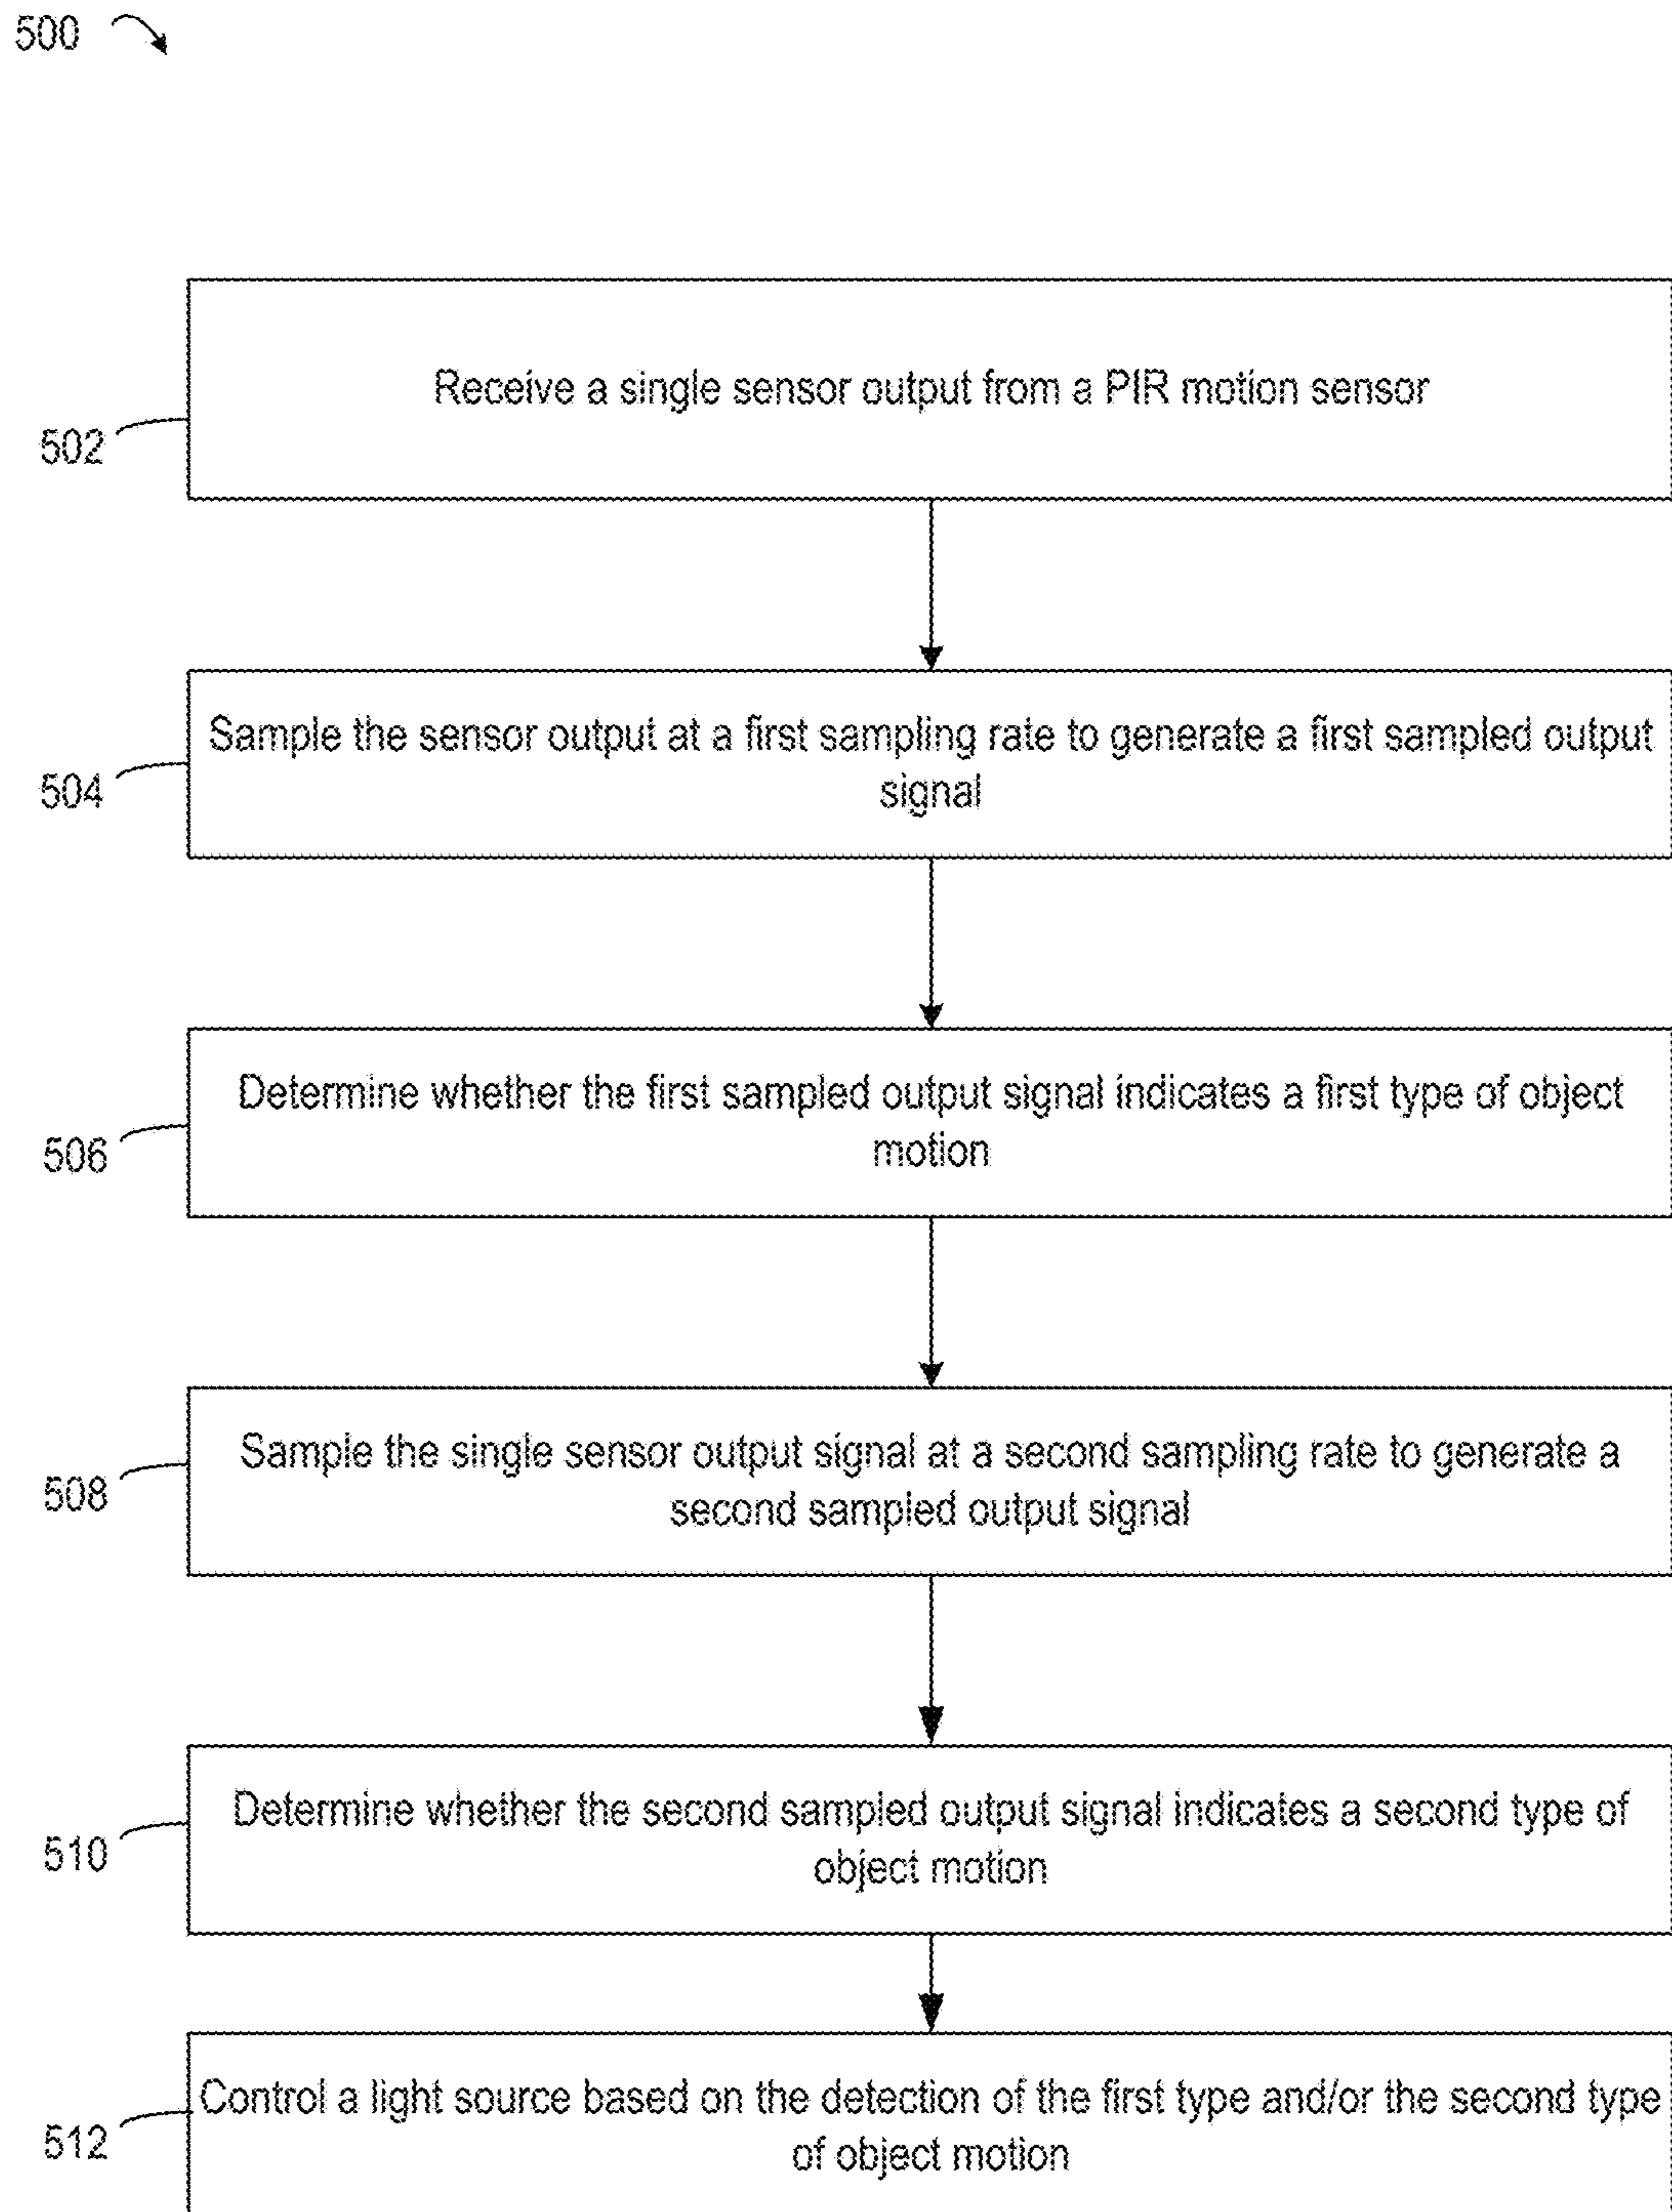 500
Receive a single sensor output from a PIR motion sensor
502
Sample the sensor output at a first sampling rate to generate a first sampled output
signal
504
Determine whether the first sampled output signal indicates a first type of object
motion
506
Sample the single sensor output signal at a second sampling rate to generate a
second sampled output signal
508
Determine whether the second sampled output signal indicates a second type of
object motion
510
Control a light source based on the detection of the first type and/or the second type
of object motion
512